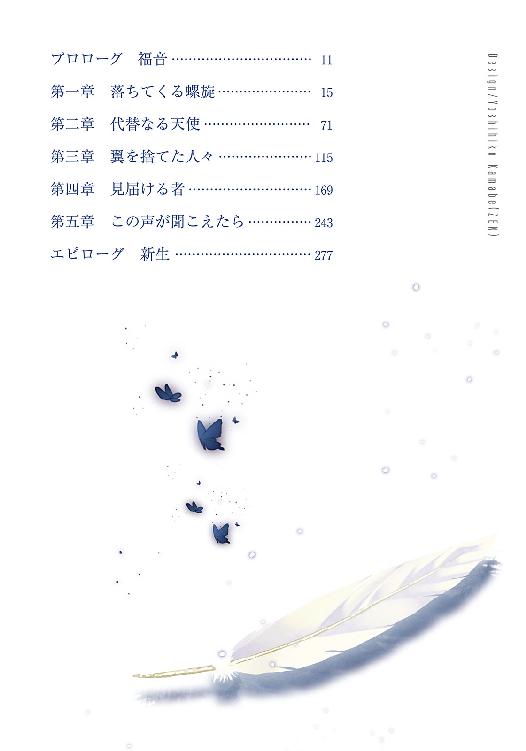 プロローグ　福音 …………………………… 11
第一章　落ちてくる螺旋 ………………… 15
第二章　代替なる天使 …………………… 71
第三章　翼を捨てた人々 ………………… 115
第四章　見届ける者 ……………………… 169
第五章　この声が聞こえたら …………… 243
エピローグ　新生 ………………………… 277
Design/Yoshihiko Kamabe(ZEN)